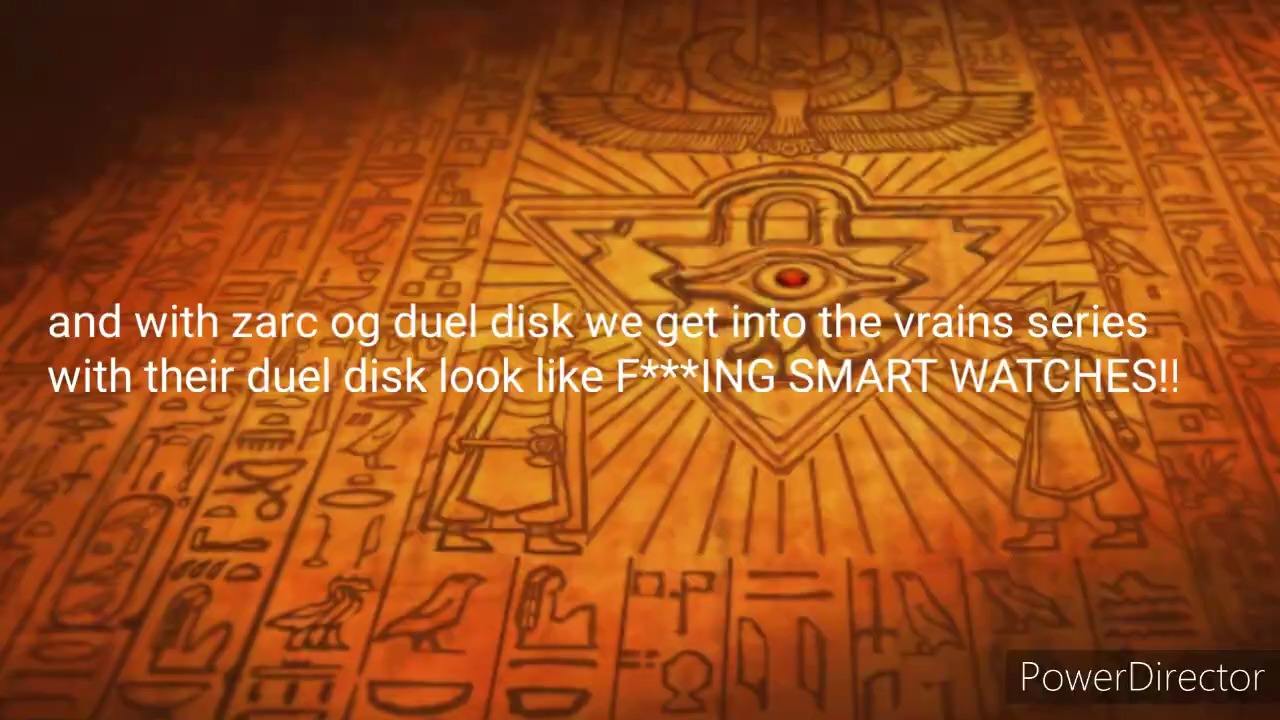 and with zarc og duel disk we get into the vrains series
with their duel disk look like F***ING SMART WATCHES!!
PowerDirector